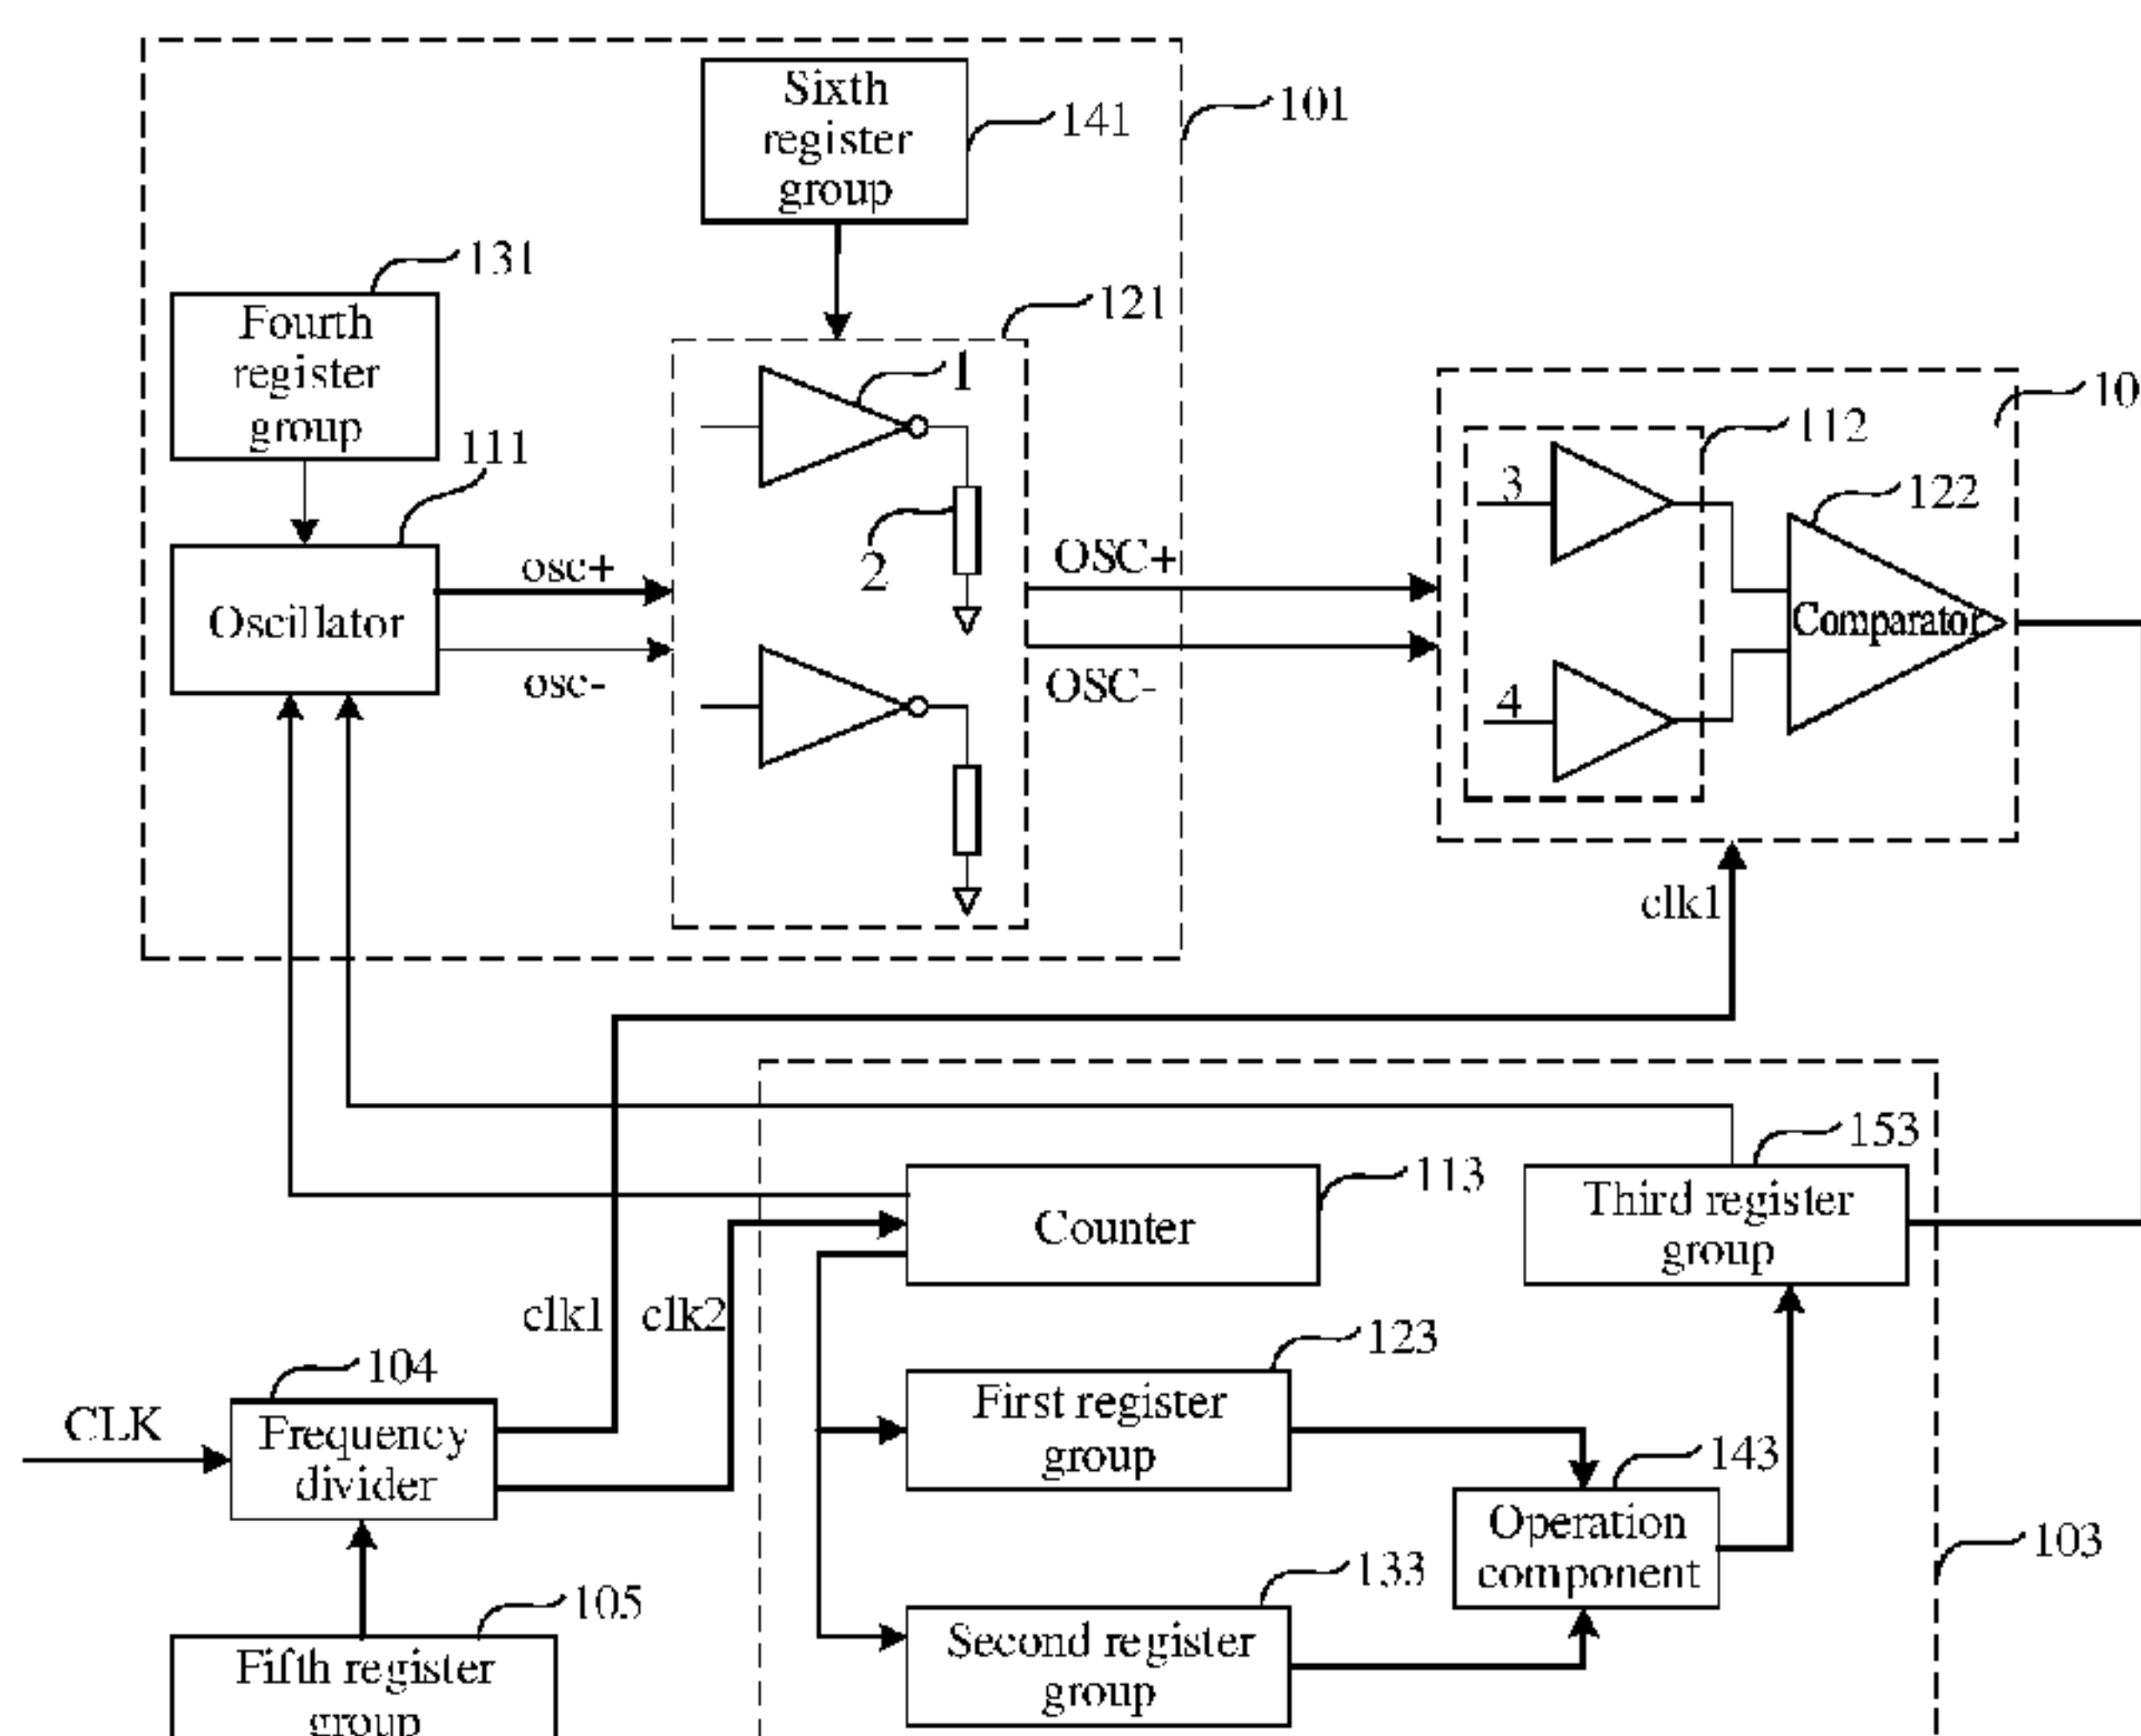 Sixth
register
group
141
101
131
Fourth
register
group
121
1
111
112
3
122
2
osc+
OSC+
Oscillator
Comparator
osc-
OSC-
4
clk1
153
113
Third register
group
Counter
clk1
clk2
123
104
First register
group
CLK
Frequency
divider
143
Operation
component
103
133
105
Second register
group
Fifth register
group